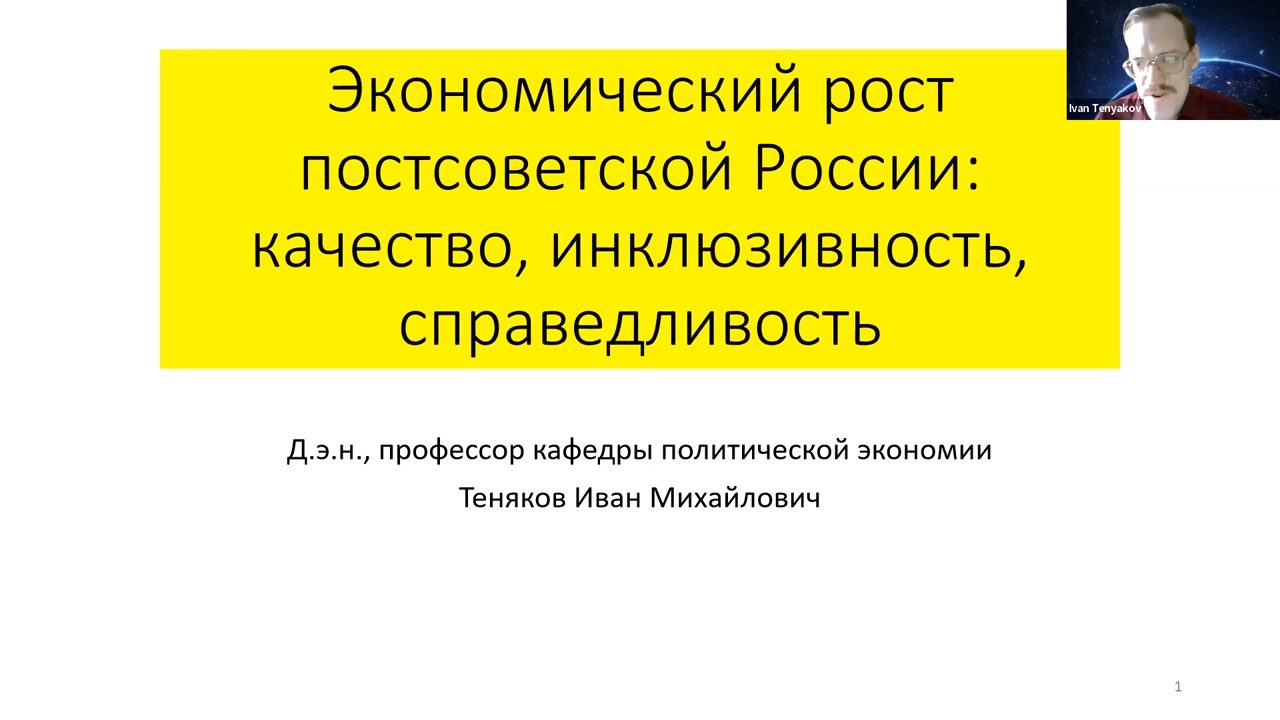 Экономический рост
постсоветской России:
качество, инклюзивность,
справедливость
Ivan Tenyakov
Д.э.н., профессор кафедры политической экономии
Теняков Иван Михайлович
1